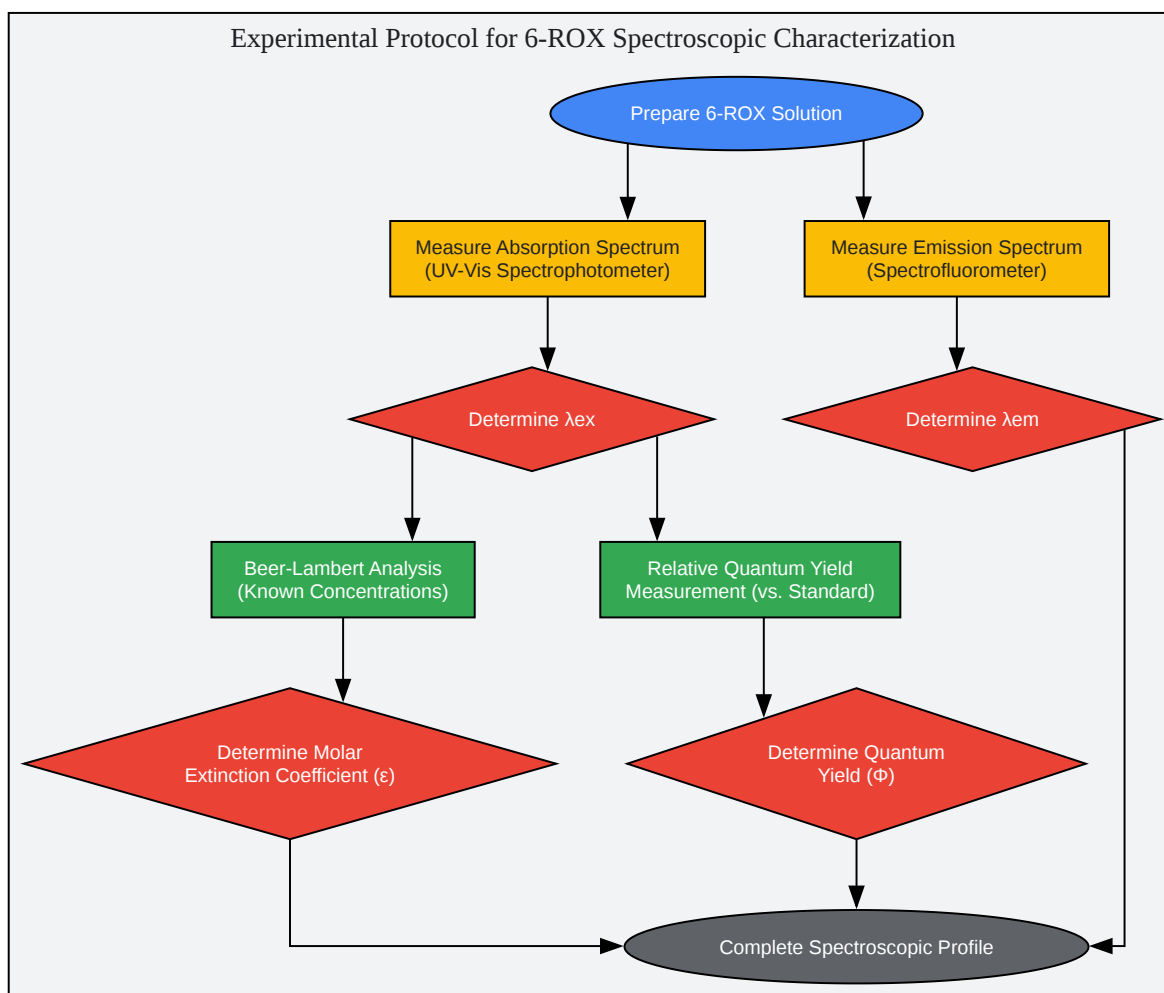 Experimental Protocol for 6-ROX Spectroscopic Characterization
Prepare 6-ROX Solution
Measure Absorption Spectrum
(UV-Vis Spectrophotometer)
Measure Emission Spectrum
(Spectrofluorometer)
Determine λex
Determine λem
Beer-Lambert Analysis
(Known Concentrations)
Relative Quantum Yield
Measurement (vs. Standard)
Determine Molar
Extinction Coefficient (ε)
Determine Quantum
Yield (Φ)
Complete Spectroscopic Profile